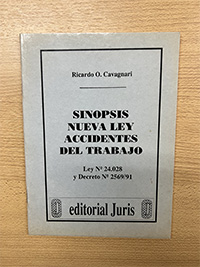 Ricardo O. Cavagnari
SINOPSIS
NUEVA LEY
ACCIDENTES
DEL TRABAJO
Ley Nº 24.028
y Decreto Nº 2569/91
editorial Juris